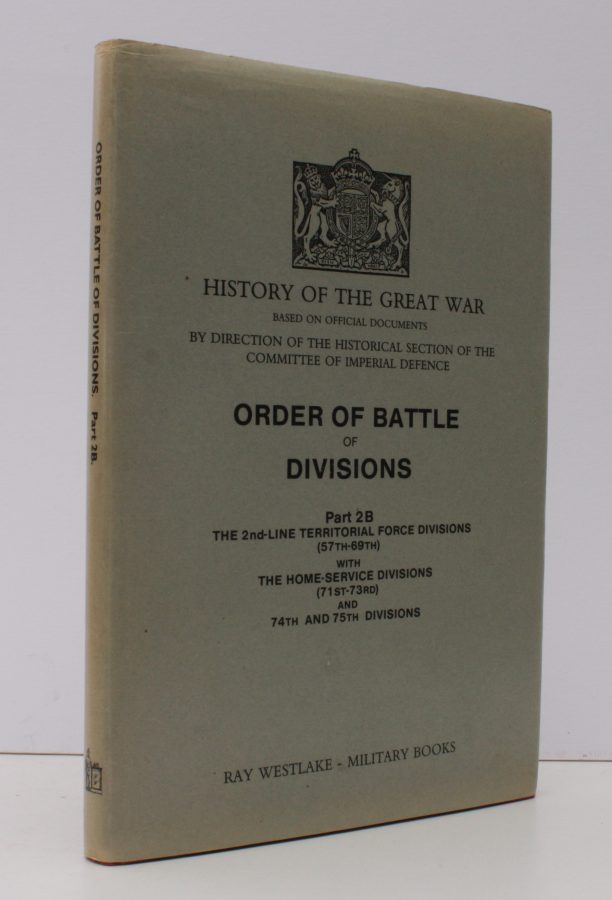 ORDER OF BATTLE OF DIVISIONS. Part 2B.
HISTORY OF THE GREAT WAR
BASED ON OFFICIAL DOCUMENTS
BY DIRECTION OF THE HISTORICAL SECTION OF THE
COMMITTEE OF IMPERIAL DEFENCE
ORDER OF BATTLE
OF
DIVISIONS
Part 2B
THE 2nd-LINE TERRITORIAL FORCE DIVISIONS
(57TH-69TH)
WITH
THE HOME-SERVICE DIVISIONS
(71ST-73RD)
AND
74TH AND 75TH DIVISIONS
RAY WESTLAKE - MILITARY BOOKS